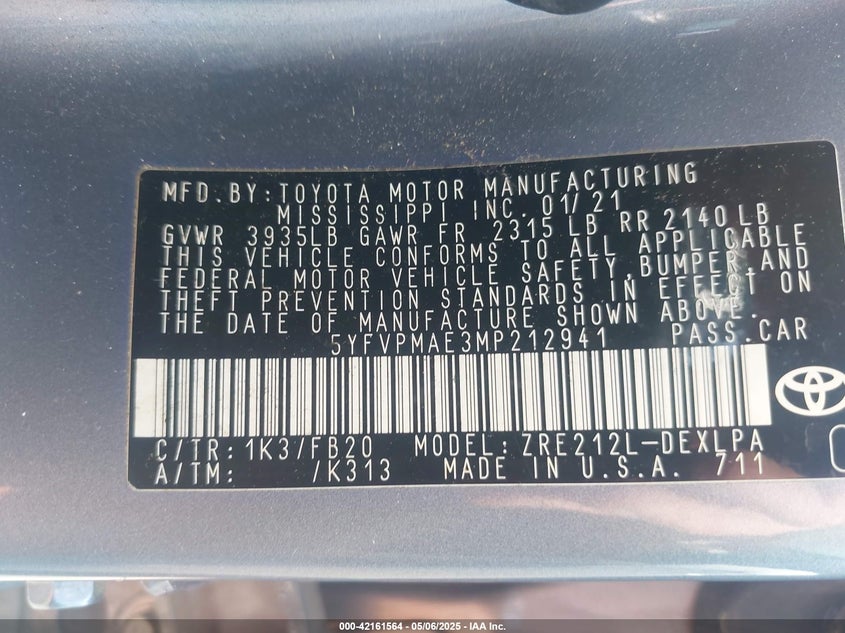 MFD. BY: TOYOTA MOTOR MANUFACTURING
MISSISSIPPI INC. 01/21
GVWR 3935LB GAWR FR 2315 LB RR 2140 LB
THIS VEHICLE CONFORMS TO ALL APPLICABLE
FEDERAL MOTOR VEHICLE SAFETY, BUMPER, AND
THEFT PREVENTION STANDARDS IN EFFECT ON
THE DATE OF MANUFACTURE SHOWN ABOVE.
5YFVPMAE3MP212941 PASS. CAR
C/TR: 1K3/FB20 MODEL: ZRE212L-DEXLPA
A/TM: /K313 MADE IN U.S.A. 711
000-42161564 - 05/06/2025 - IAA Inc.